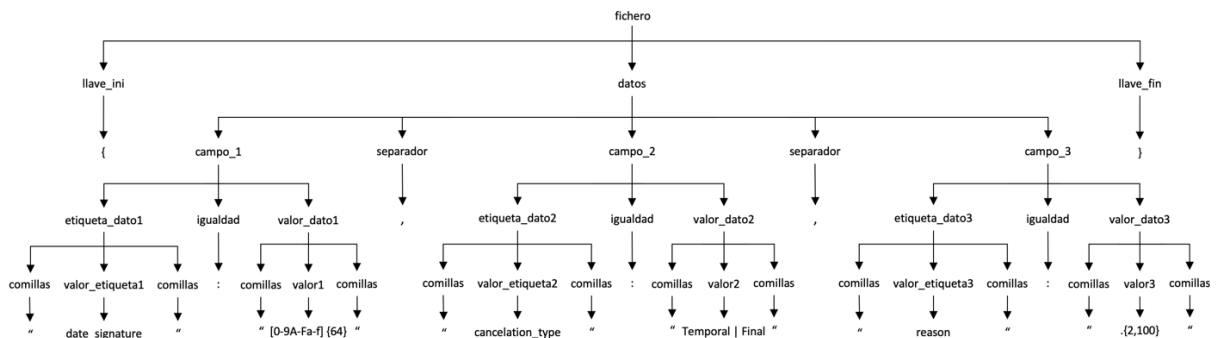 fichero
llave_ini datos llave_fin
{ campo_1 separador campo_2 separador campo_3 }
etiqueta_dato1 igualdad valor_dato1 , etiqueta_dato2 igualdad valor_dato2 , etiqueta_dato3 igualdad valor_dato3
comillas valor_etiqueta1 comillas : comillas valor1 comillas comillas valor_etiqueta2 comillas : comillas valor2 comillas comillas valor_etiqueta3 comillas : comillas valor3 comillas
“ date_signature “ “ [0-9A-Fa-f] {64} “ “ cancelation_type “ “ Temporal | Final “ “ reason “ “ .{2,100} “